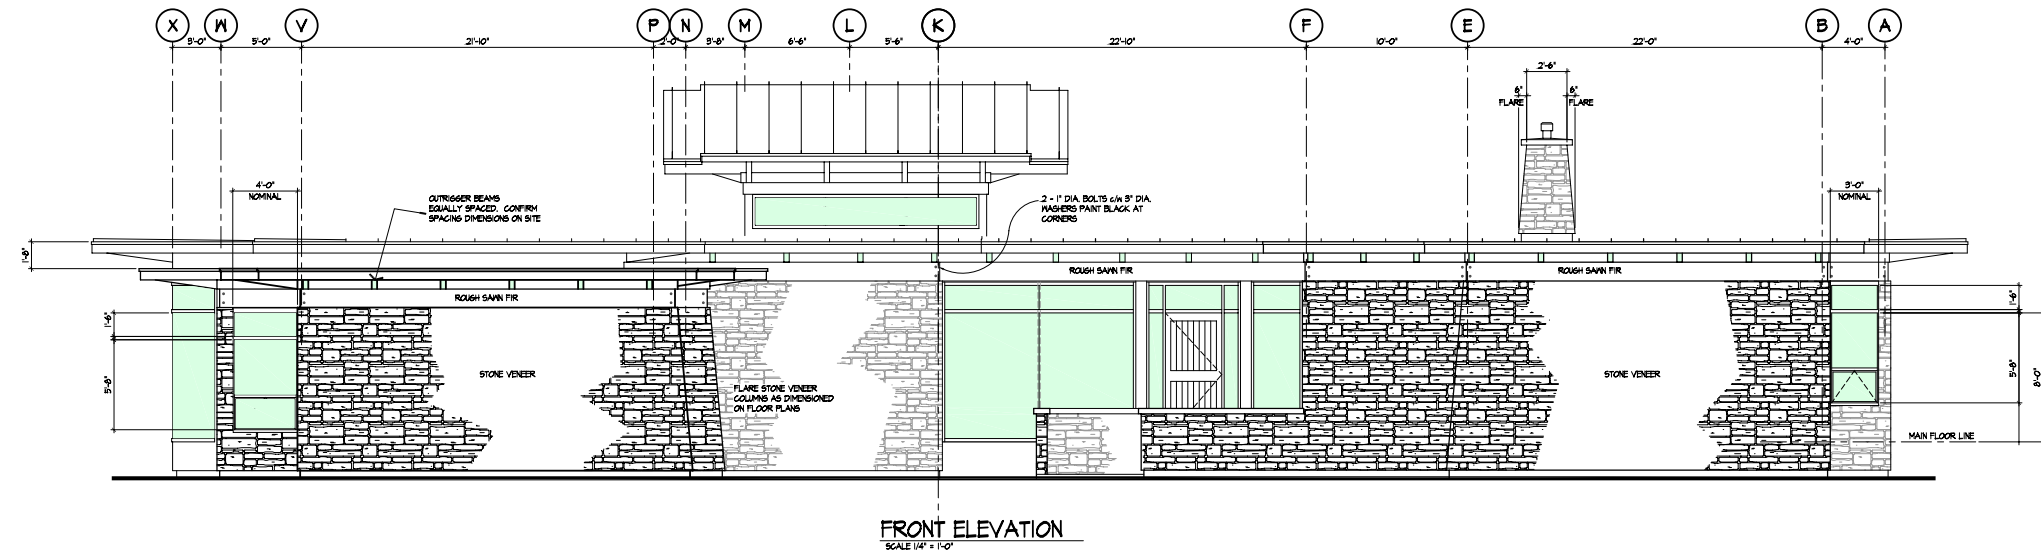 X W V P N M L K F E B A
3'-0" 5'-0" 21'-10" 2'-0" 3'-8" 6'-6" 5'-6" 22'-10" 10'-0" 22'-0" 4'-0"
2'-6"
6" 6"
FLARE FLARE
4'-0"
NOMINAL
OUTRIGGER BEAMS
EQUALLY SPACED. CONFIRM
SPACING DIMENSIONS ON SITE
2 - 1" DIA. BOLTS c/w 3" DIA.
WASHERS PAINT BLACK AT
CORNERS
3'-0"
NOMINAL
1'-8"
ROUGH SAWN FIR
ROUGH SAWN FIR
ROUGH SAWN FIR
1'-6"
5'-8"
STONE VENEER
FLARE STONE VENEER
COLUMNS AS DIMENSIONED
ON FLOOR PLANS
STONE VENEER
1'-6"
5'-8"
8'-0"
MAIN FLOOR LINE
FRONT ELEVATION
SCALE 1/4" = 1'-0"